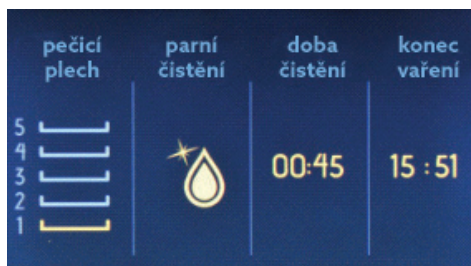 pečicí plech
parní čistění
doba čistění
konec vaření
5
4
3
2
1
00:45
15:51